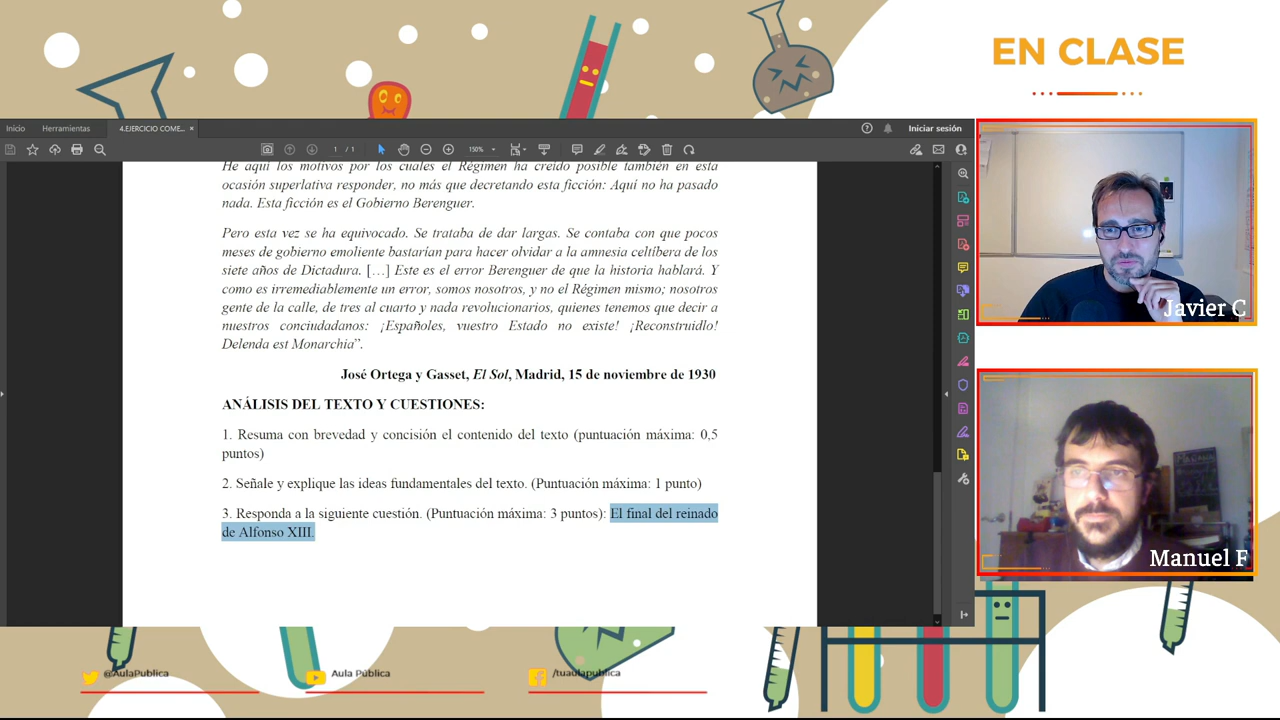 EN CLASE
Inicio
Herramientas
4.EJERCICIO COME...
×
Iniciar sesión
1 / 1
150%
He aquí los motivos por los cuales el Régimen ha creído posible también en esta
ocasión superlativa responder, no más que decretando esta ficción: Aquí no ha pasado
nada. Esta ficción es el Gobierno Berenguer.
Pero esta vez se ha equivocado. Se trataba de dar largas. Se contaba con que pocos
meses de gobierno emoliente bastarían para hacer olvidar a la amnesia celtíbera de los
siete años de Dictadura. […] Este es el error Berenguer de que la historia hablará. Y
como es irremediablemente un error, somos nosotros, y no el Régimen mismo; nosotros
gente de la calle, de tres al cuarto y nada revolucionarios, quienes tenemos que decir a
nuestros conciudadanos: ¡Españoles, vuestro Estado no existe! ¡Reconstruidlo!
Delenda est Monarchia”.
José Ortega y Gasset, El Sol, Madrid, 15 de noviembre de 1930
ANÁLISIS DEL TEXTO Y CUESTIONES:
1. Resuma con brevedad y concisión el contenido del texto (puntuación máxima: 0,5
puntos)
2. Señale y explique las ideas fundamentales del texto. (Puntuación máxima: 1 punto)
3. Responda a la siguiente cuestión. (Puntuación máxima: 3 puntos): El final del reinado
de Alfonso XIII.
Javier C
Manuel F
@AulaPublica
Aula Pública
/tuaulapublica